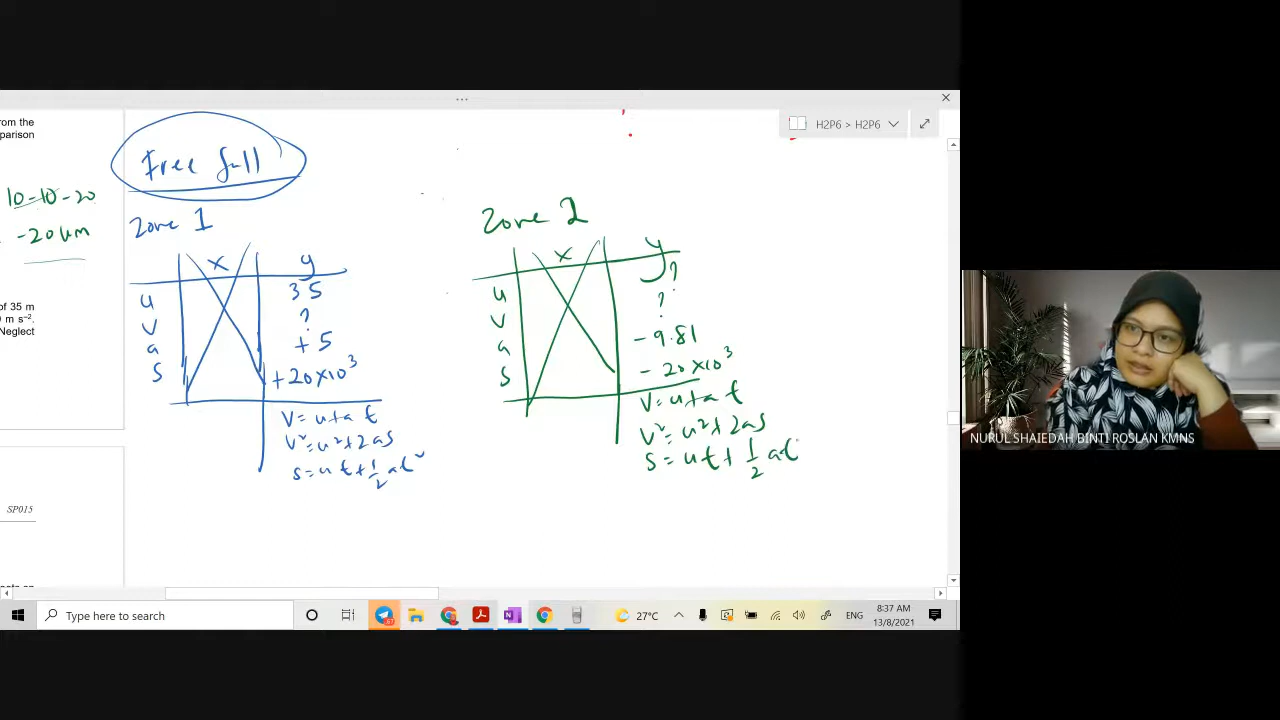 from the
parison
H2P6 > H2P6
Free fall
10-10-20
-20 µm
Zone 1
x y
u 35
v ?
a +5
s +20×10³
v = u+at
v² = u²+2as
s = ut+½at²
Zone 2
x y
u ?
v ?
a -9.81
s -20×10³
v = u+at
v² = u²+2as
s = ut+½at
of 35 m
m s⁻².
Neglect
SP015
NURUL SHAIEDAH BINTI ROSLAN KMNS
Type here to search
27°C
ENG
8:37 AM
13/8/2021